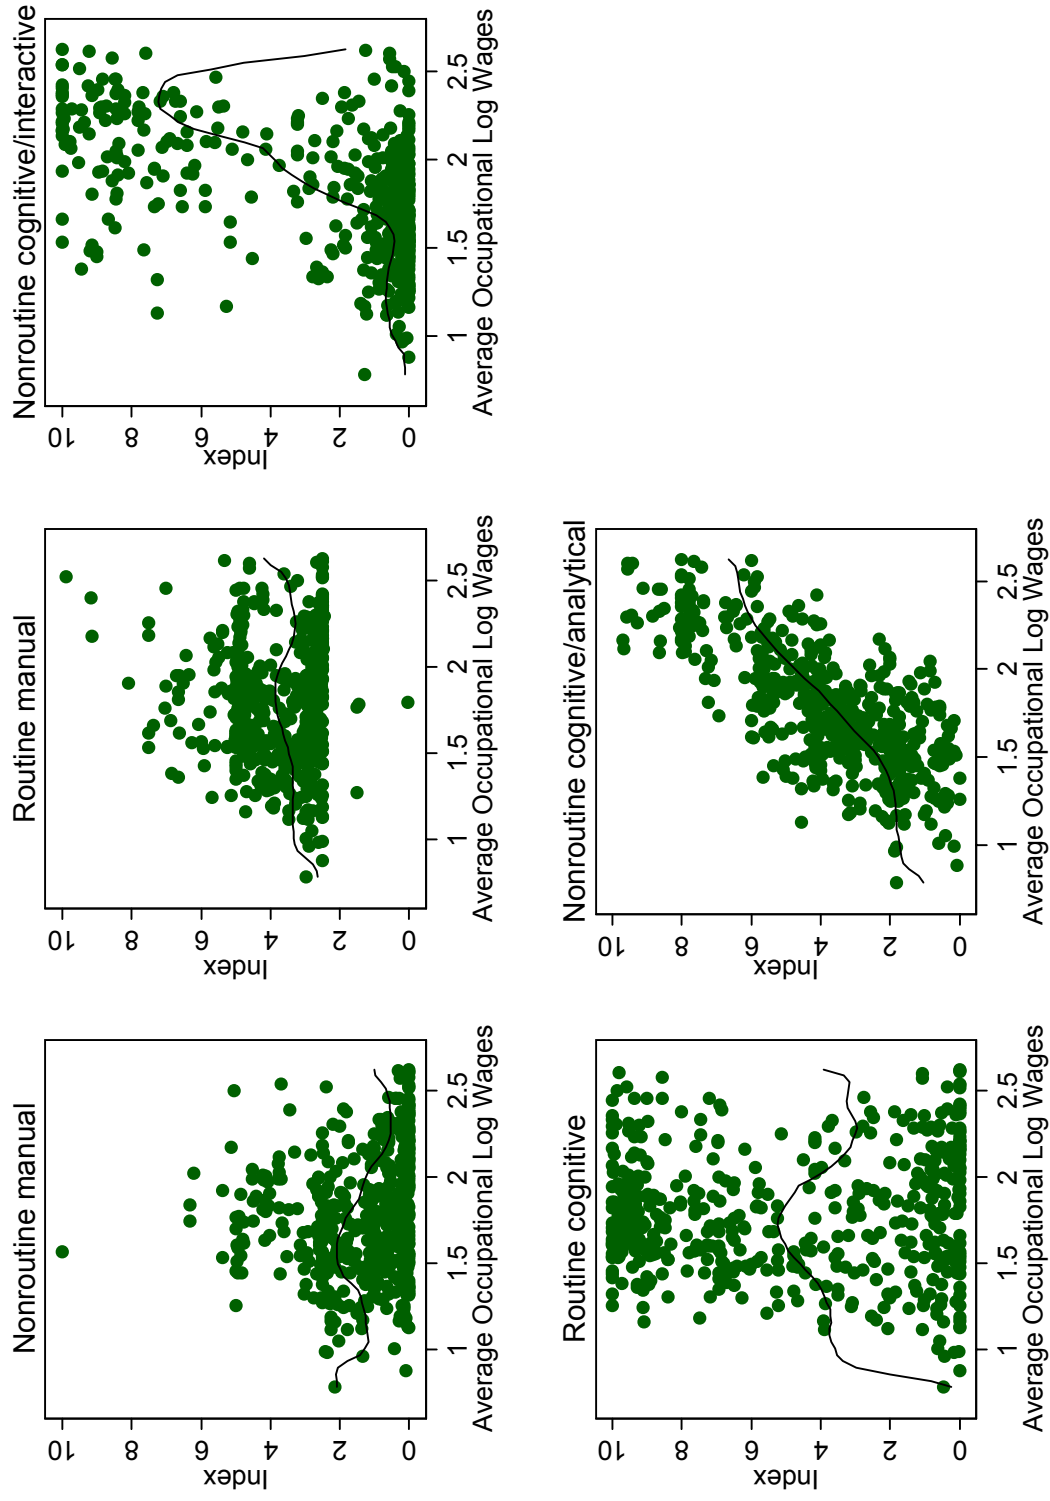 Nonroutine manual
Index
10
8
6
4
2
0
1 1.5 2 2.5
Average Occupational Log Wages
Routine manual
Index
10
8
6
4
2
0
1 1.5 2 2.5
Average Occupational Log Wages
Nonroutine cognitive/interactive
Index
10
8
6
4
2
0
1 1.5 2 2.5
Average Occupational Log Wages
Routine cognitive
Index
10
8
6
4
2
0
1 1.5 2 2.5
Average Occupational Log Wages
Nonroutine cognitive/analytical
Index
10
8
6
4
2
0
1 1.5 2 2.5
Average Occupational Log Wages